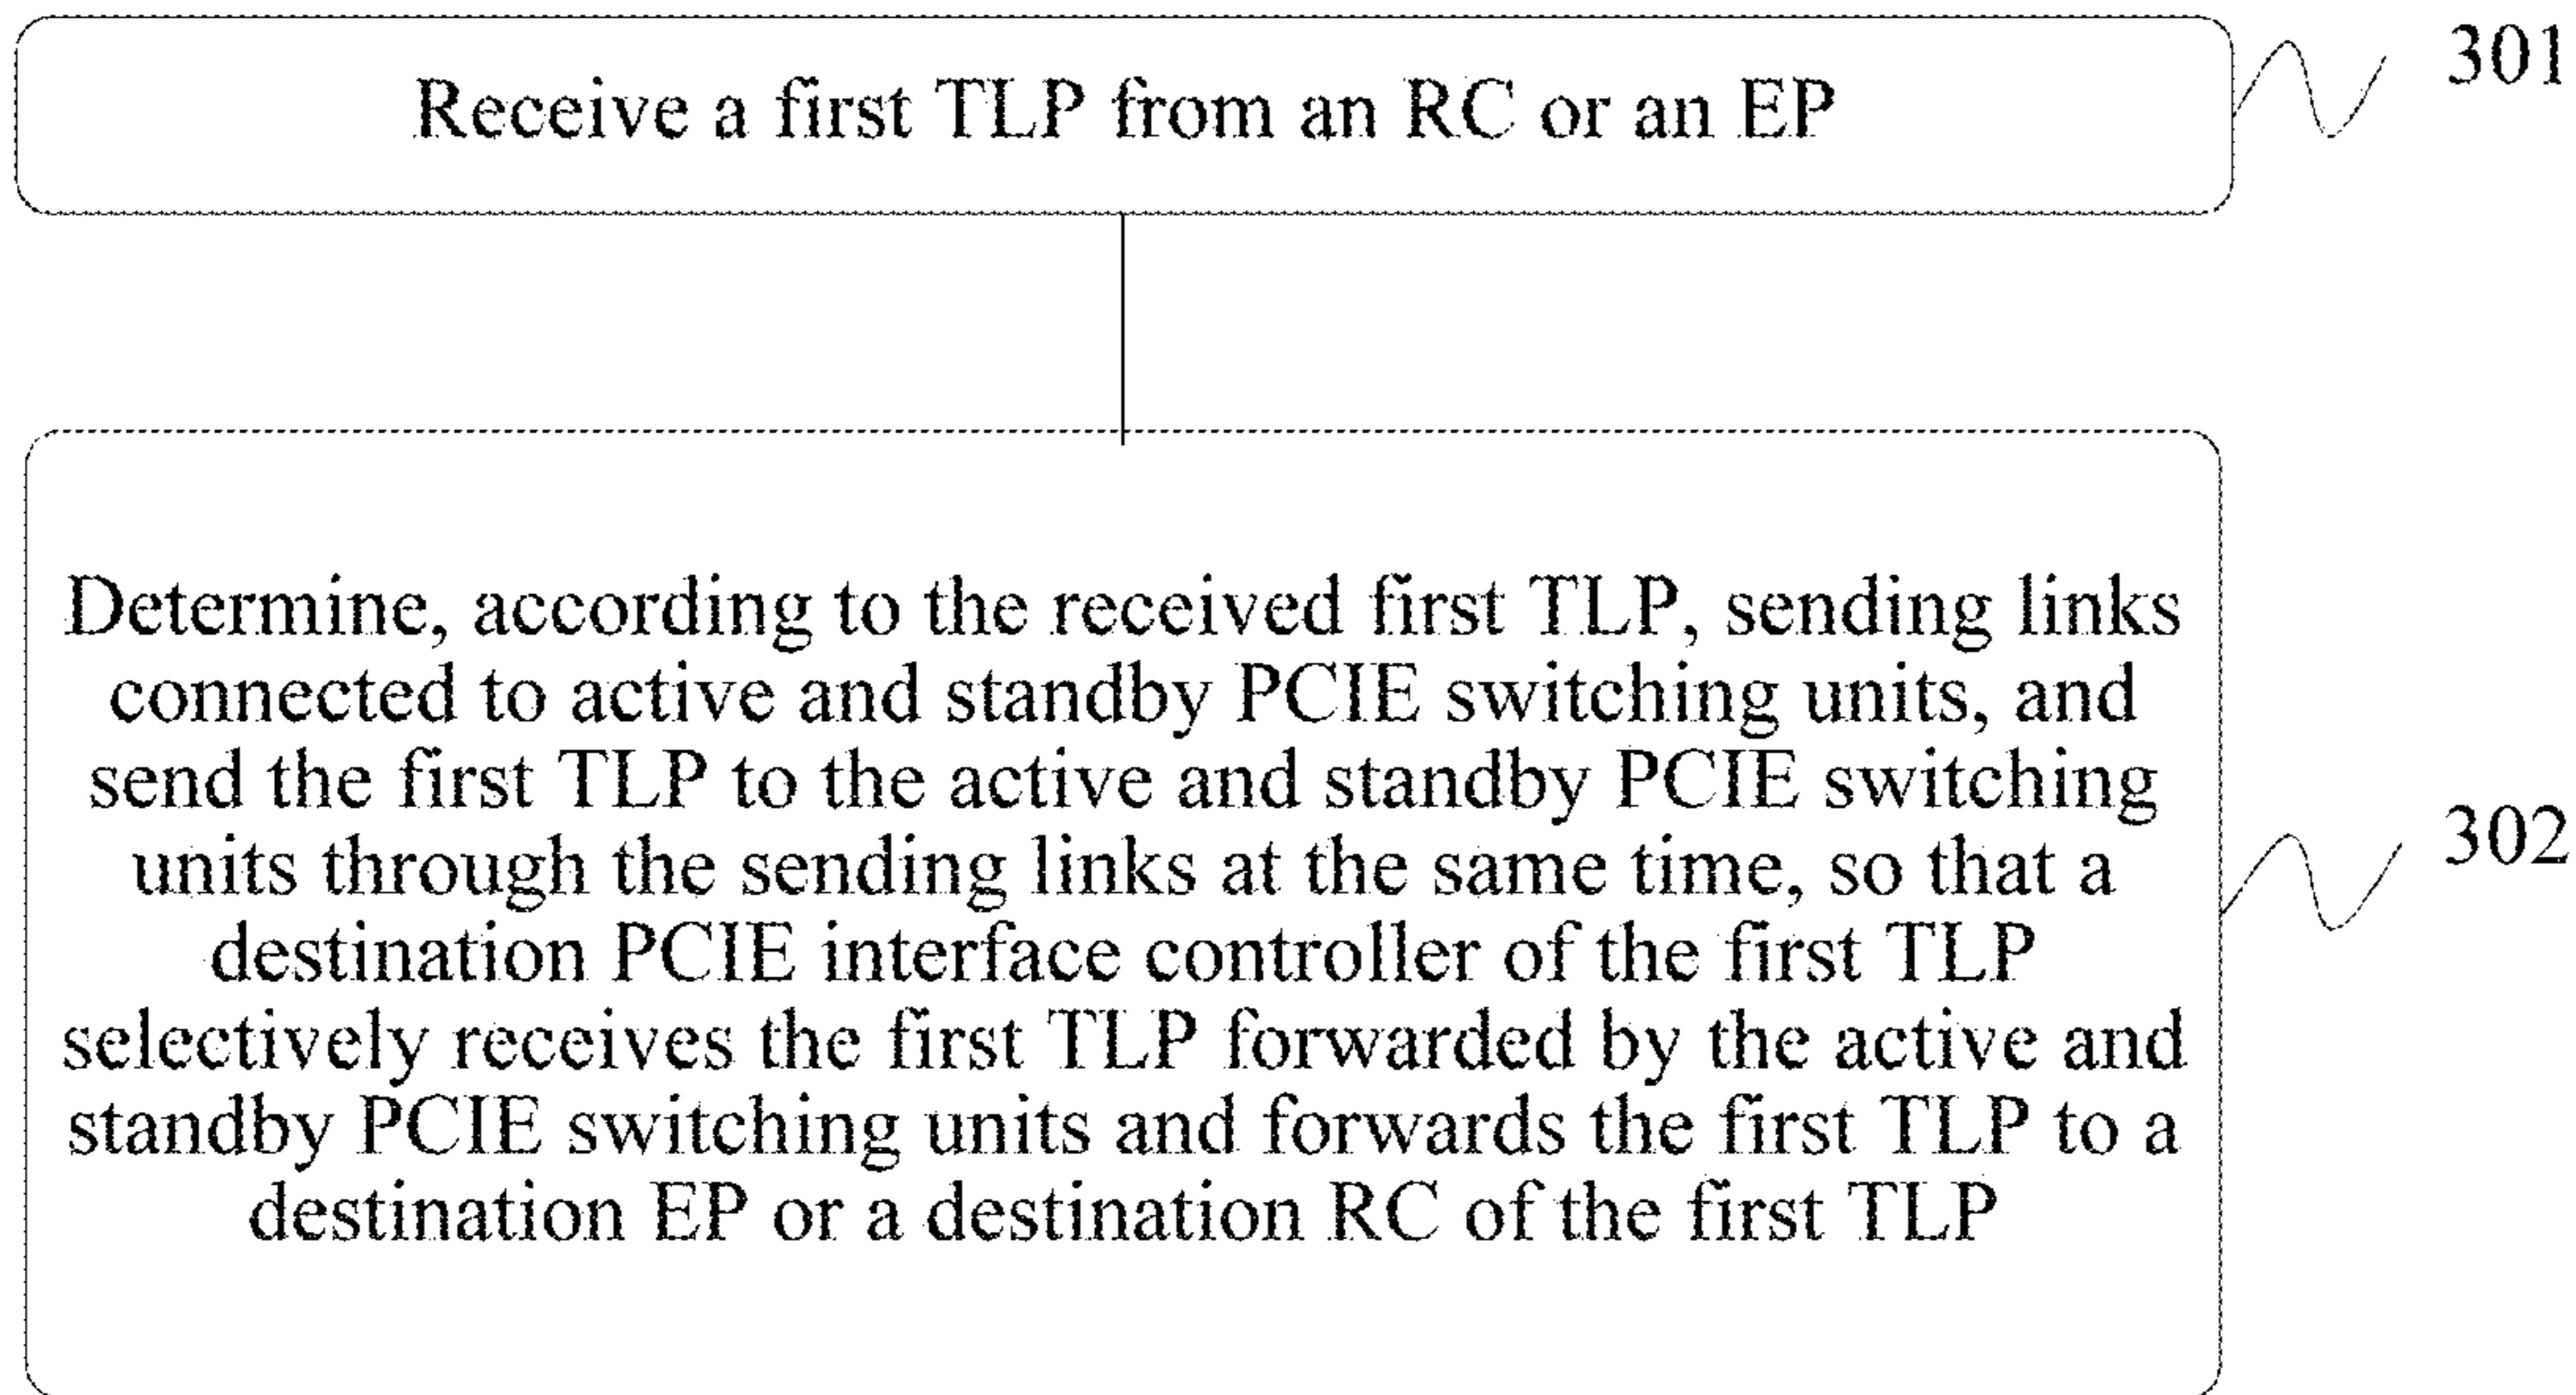 Receive a first TLP from an RC or an EP
301
Determine, according to the received first TLP, sending links
connected to active and standby PCIE switching units, and
send the first TLP to the active and standby PCIE switching
units through the sending links at the same time, so that a
destination PCIE interface controller of the first TLP
selectively receives the first TLP forwarded by the active and
standby PCIE switching units and forwards the first TLP to a
destination EP or a destination RC of the first TLP
302